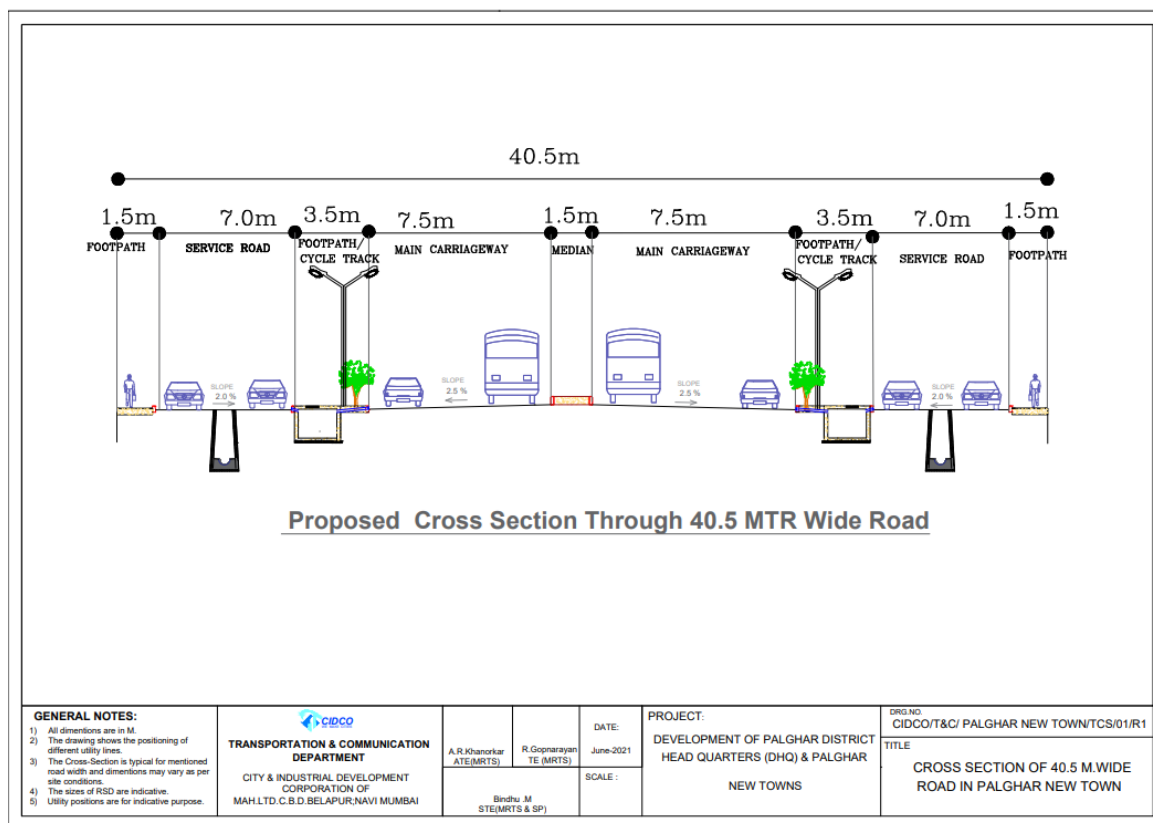 40.5m
1.5m 7.0m 3.5m 7.5m 1.5m 7.5m 3.5m 7.0m 1.5m
FOOTPATH SERVICE ROAD FOOTPATH/ MAIN CARRIAGEWAY MEDIAN MAIN CARRIAGEWAY FOOTPATH/ SERVICE ROAD FOOTPATH
CYCLE TRACK CYCLE TRACK
SLOPE SLOPE SLOPE SLOPE
2.0 % 2.5 % 2.5 % 2.0 %
Proposed Cross Section Through 40.5 MTR Wide Road
GENERAL NOTES:
1) All dimentions are in M.
2) The drawing shows the positioning of
different utility lines.
3) The Cross-Section is typical for mentioned
road width and dimentions may vary as per
site conditions.
4) The sizes of RSD are indicative.
5) Utility positions are for indicative purpose.
CIDCO
TRANSPORTATION & COMMUNICATION
DEPARTMENT
CITY & INDUSTRIAL DEVELOPMENT
CORPORATION OF
MAH.LTD.C.B.D.BELAPUR;NAVI MUMBAI
A.R.Khanorkar
ATE(MRTS)
R.Gopnarayan
TE (MRTS)
Bindhu .M
STE(MRTS & SP)
DATE:
June-2021
SCALE :
PROJECT:
DEVELOPMENT OF PALGHAR DISTRICT
HEAD QUARTERS (DHQ) & PALGHAR
NEW TOWNS
DRG.NO.
CIDCO/T&C/ PALGHAR NEW TOWN/TCS/01/R1
TITLE
CROSS SECTION OF 40.5 M.WIDE
ROAD IN PALGHAR NEW TOWN